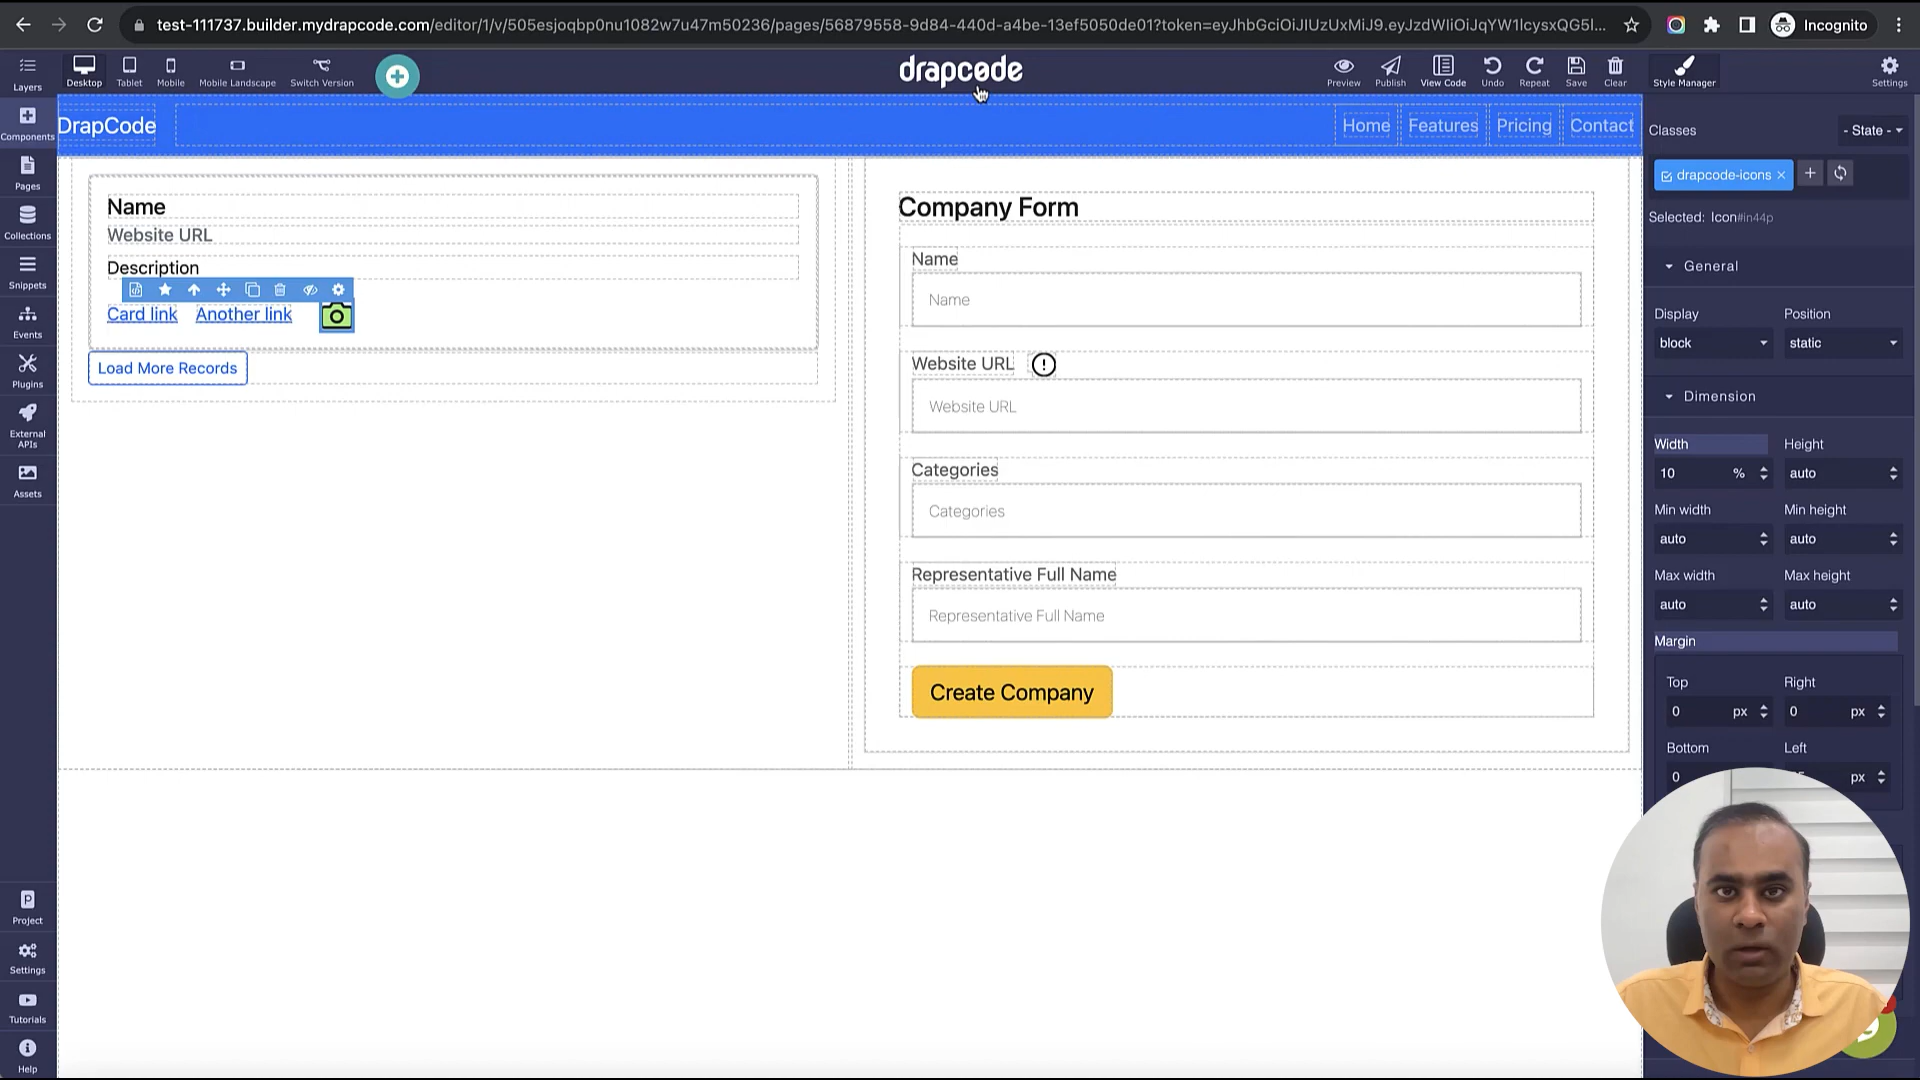 test-111737.builder.mydrapcode.com/editor/1/v/505esjoqbp0nu1082w7u47m50236/pages/56879558-9d84-440d-a4be-13ef5050de01?token=eyJhbGciOiJIUzUxMiJ9.eyJzdWIiOiJqYW1lcysxQG5l...
Incognito
Layers
Desktop
Tablet
Mobile
Mobile Landscape
Switch Version
drapcode
Preview
Publish
View Code
Undo
Repeat
Save
Clear
Style Manager
Settings
Components
Pages
Collections
Snippets
Events
Plugins
External APIs
Assets
Project
Settings
Tutorials
Help
DrapCode
Home
Features
Pricing
Contact
Name
Website URL
Description
Card link
Another link
Load More Records
Company Form
Name
Name
Website URL
Website URL
Categories
Categories
Representative Full Name
Representative Full Name
Create Company
Classes
- State -
drapcode-icons
Selected: Icon#in44p
General
Display
Position
block
static
Dimension
Width
Height
10 %
auto
Min width
Min height
auto
auto
Max width
Max height
auto
auto
Margin
Top
Right
0 px
0 px
Bottom
Left
0
px